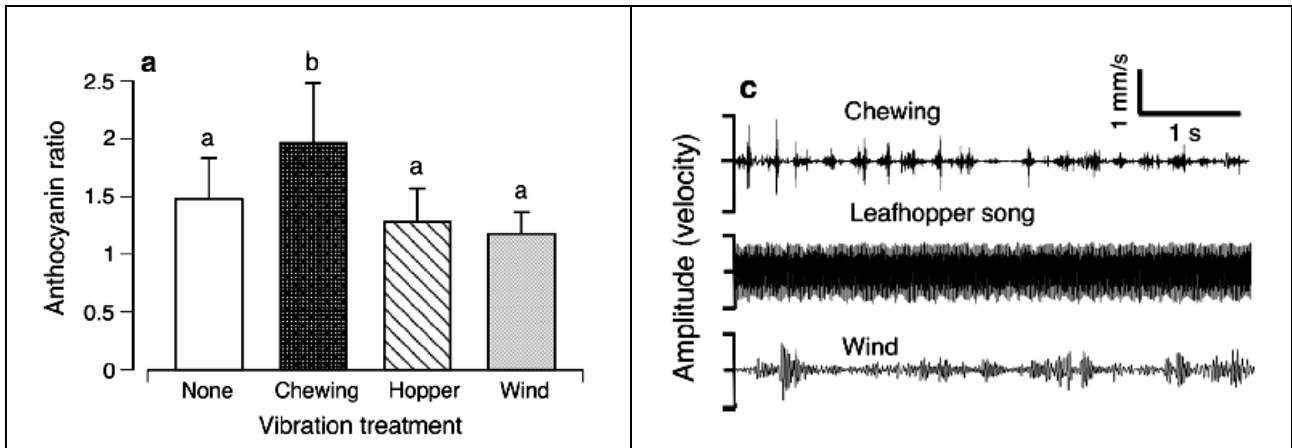 a
2.5
2
1.5
1
0.5
0
Anthocyanin ratio
a
b
a
a
None Chewing Hopper Wind
Vibration treatment
c
1 mm/s
1 s
Amplitude (velocity)
Chewing
Leafhopper song
Wind